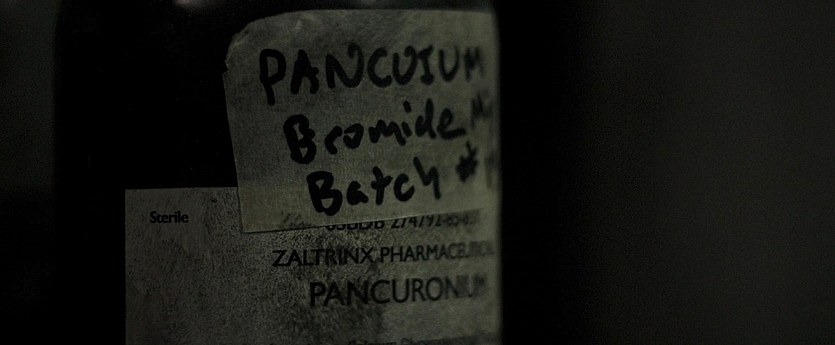 PANCUIUM
Bromide
Batch #
Sterile
ZALTRINX PHARMACEUTICAL
PANCURONIUM